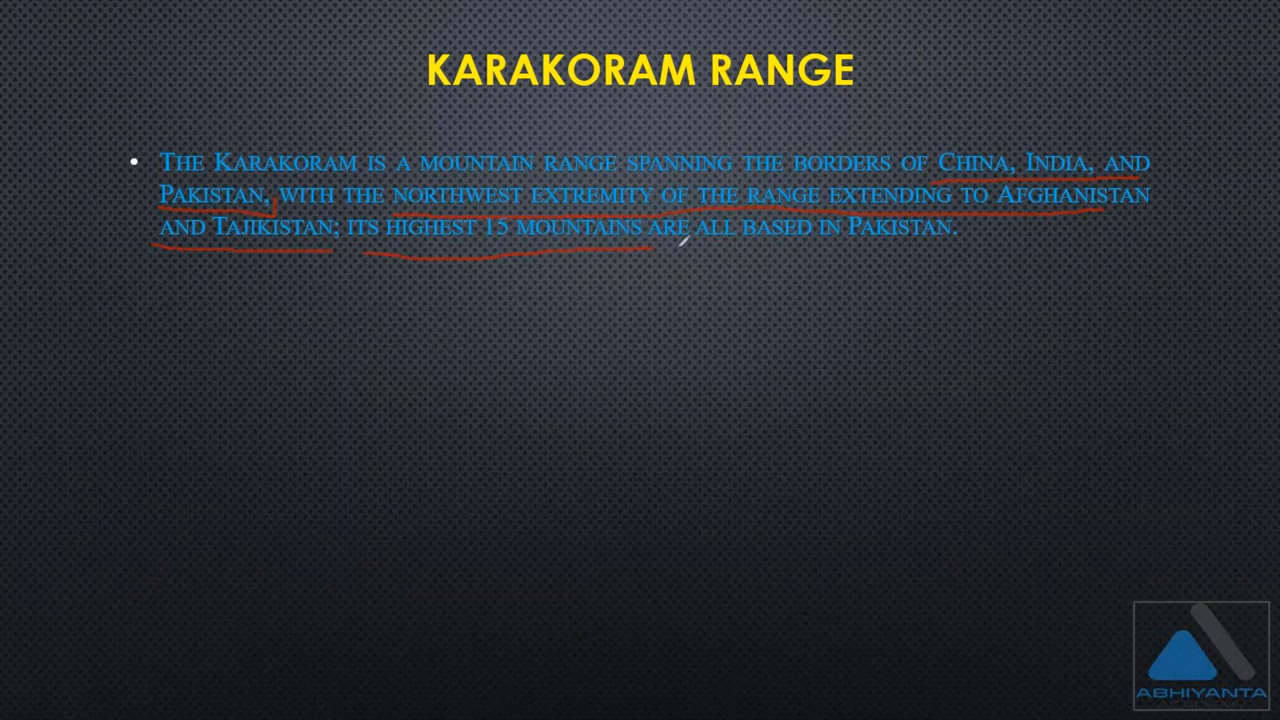 KARAKORAM RANGE
• THE KARAKORAM IS A MOUNTAIN RANGE SPANNING THE BORDERS OF CHINA, INDIA, AND
PAKISTAN, WITH THE NORTHWEST EXTREMITY OF THE RANGE EXTENDING TO AFGHANISTAN
AND TAJIKISTAN; ITS HIGHEST 15 MOUNTAINS ARE ALL BASED IN PAKISTAN.
ABHIYANTA